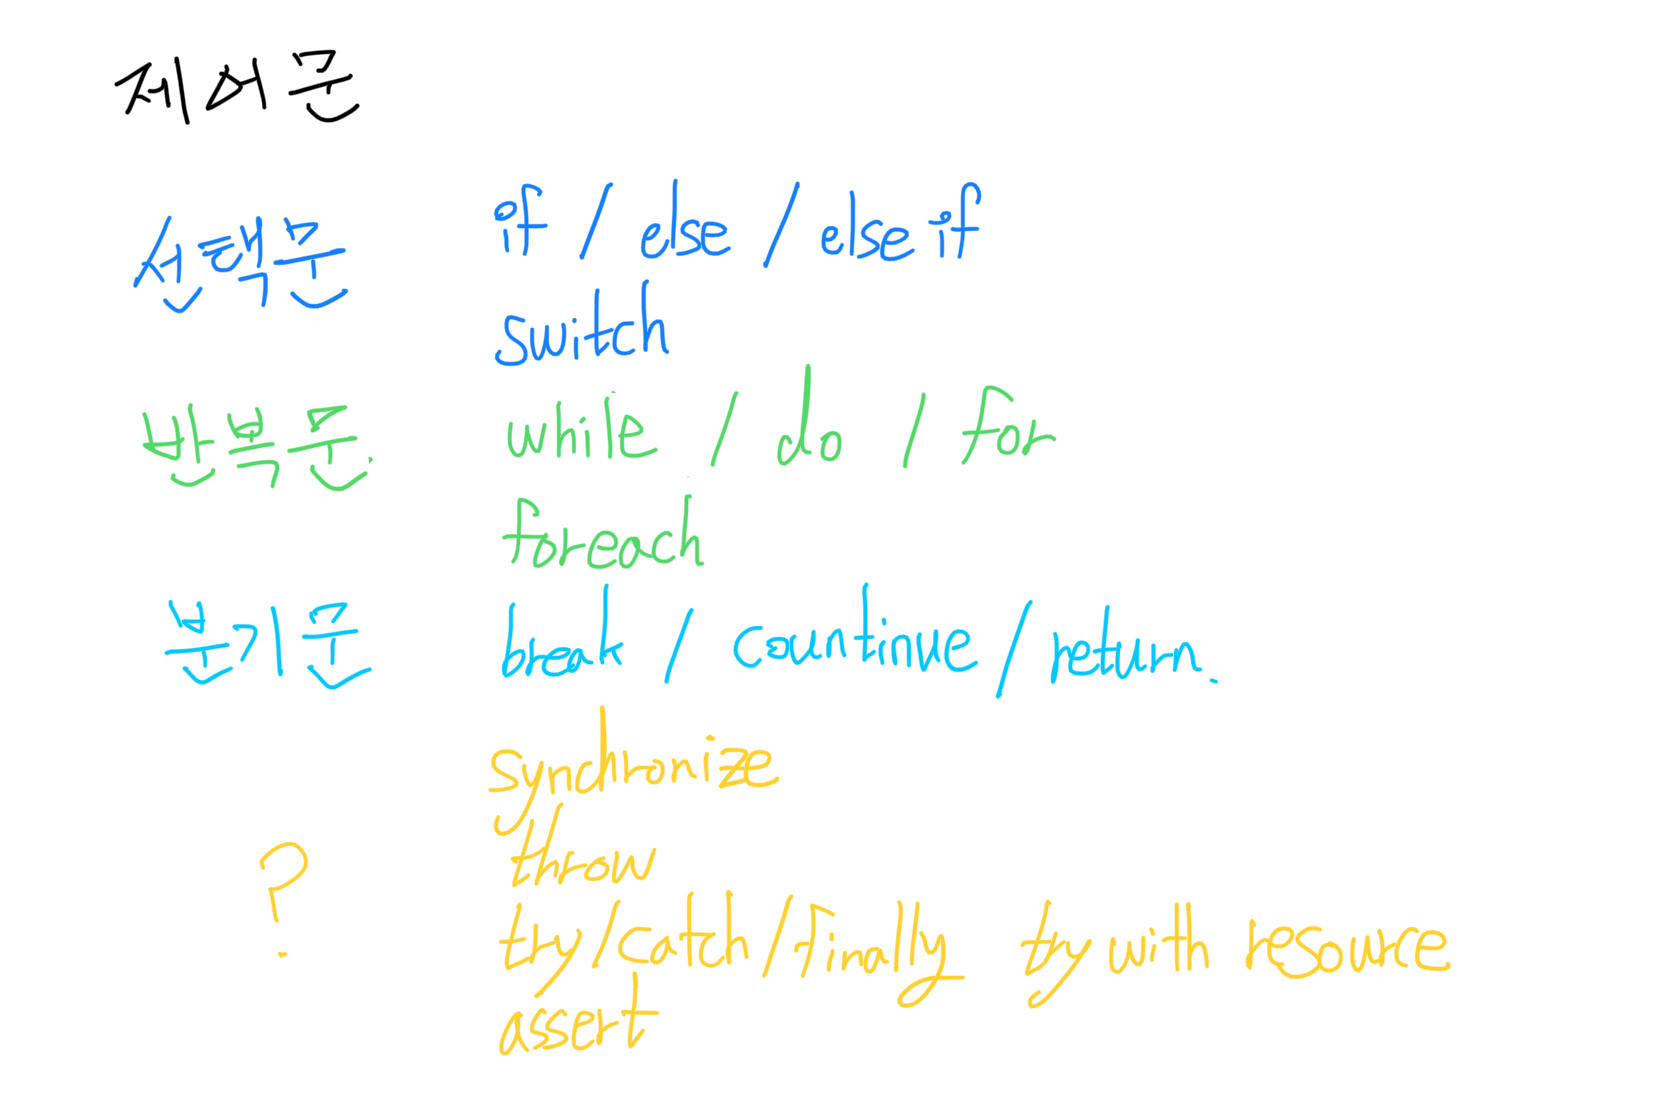 제어문
선택문 if / else / else if
switch
반복문. while / do / for
foreach
분기문 break / countinue / return.
synchronize
throw
?
try/catch/finally try with resource
assert